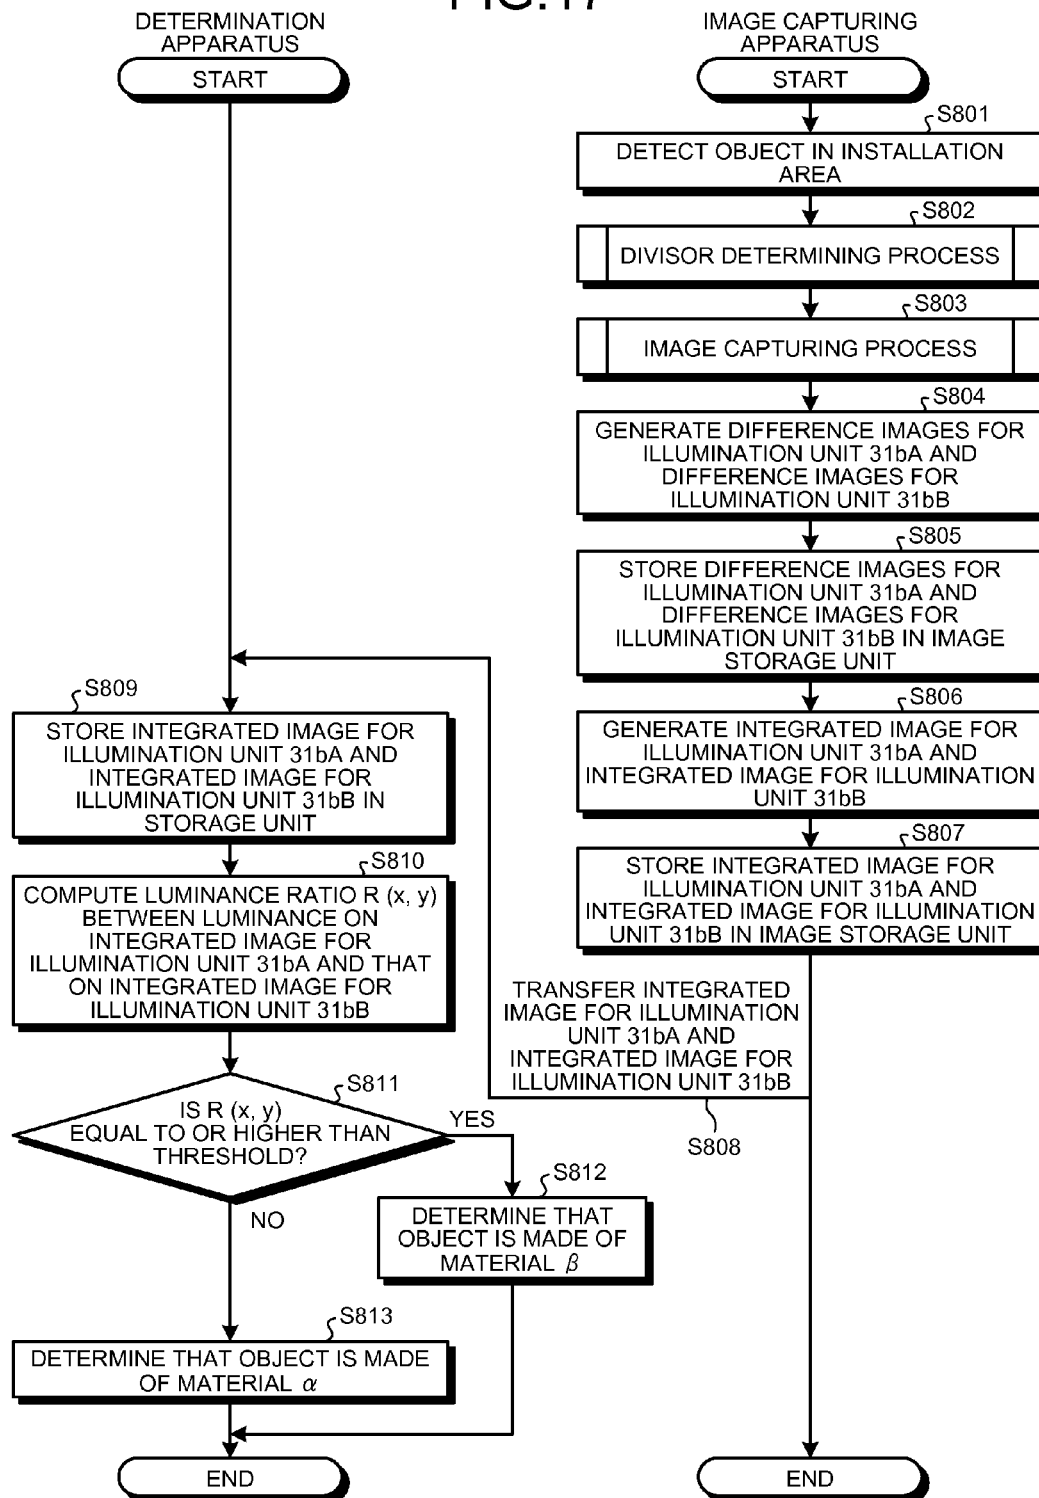 FIG.17
DETERMINATION
APPARATUS
START
IMAGE CAPTURING
APPARATUS
START
S801
DETECT OBJECT IN INSTALLATION
AREA
S802
DIVISOR DETERMINING PROCESS
S803
IMAGE CAPTURING PROCESS
S804
GENERATE DIFFERENCE IMAGES FOR
ILLUMINATION UNIT 31bA AND
DIFFERENCE IMAGES FOR
ILLUMINATION UNIT 31bB
S805
STORE DIFFERENCE IMAGES FOR
ILLUMINATION UNIT 31bA AND
DIFFERENCE IMAGES FOR
ILLUMINATION UNIT 31bB IN IMAGE
STORAGE UNIT
S806
GENERATE INTEGRATED IMAGE FOR
ILLUMINATION UNIT 31bA AND
INTEGRATED IMAGE FOR ILLUMINATION
UNIT 31bB
S807
STORE INTEGRATED IMAGE FOR
ILLUMINATION UNIT 31bA AND
INTEGRATED IMAGE FOR ILLUMINATION
UNIT 31bB IN IMAGE STORAGE UNIT
TRANSFER INTEGRATED
IMAGE FOR ILLUMINATION
UNIT 31bA AND
INTEGRATED IMAGE FOR
ILLUMINATION UNIT 31bB
S808
S809
STORE INTEGRATED IMAGE FOR
ILLUMINATION UNIT 31bA AND
INTEGRATED IMAGE FOR
ILLUMINATION UNIT 31bB IN
STORAGE UNIT
S810
COMPUTE LUMINANCE RATIO R (x, y)
BETWEEN LUMINANCE ON
INTEGRATED IMAGE FOR
ILLUMINATION UNIT 31bA AND THAT
ON INTEGRATED IMAGE FOR
ILLUMINATION UNIT 31bB
S811
IS R (x, y)
EQUAL TO OR HIGHER THAN
THRESHOLD?
YES
NO
S812
DETERMINE THAT
OBJECT IS MADE OF
MATERIAL β
S813
DETERMINE THAT OBJECT IS MADE
OF MATERIAL α
END
END